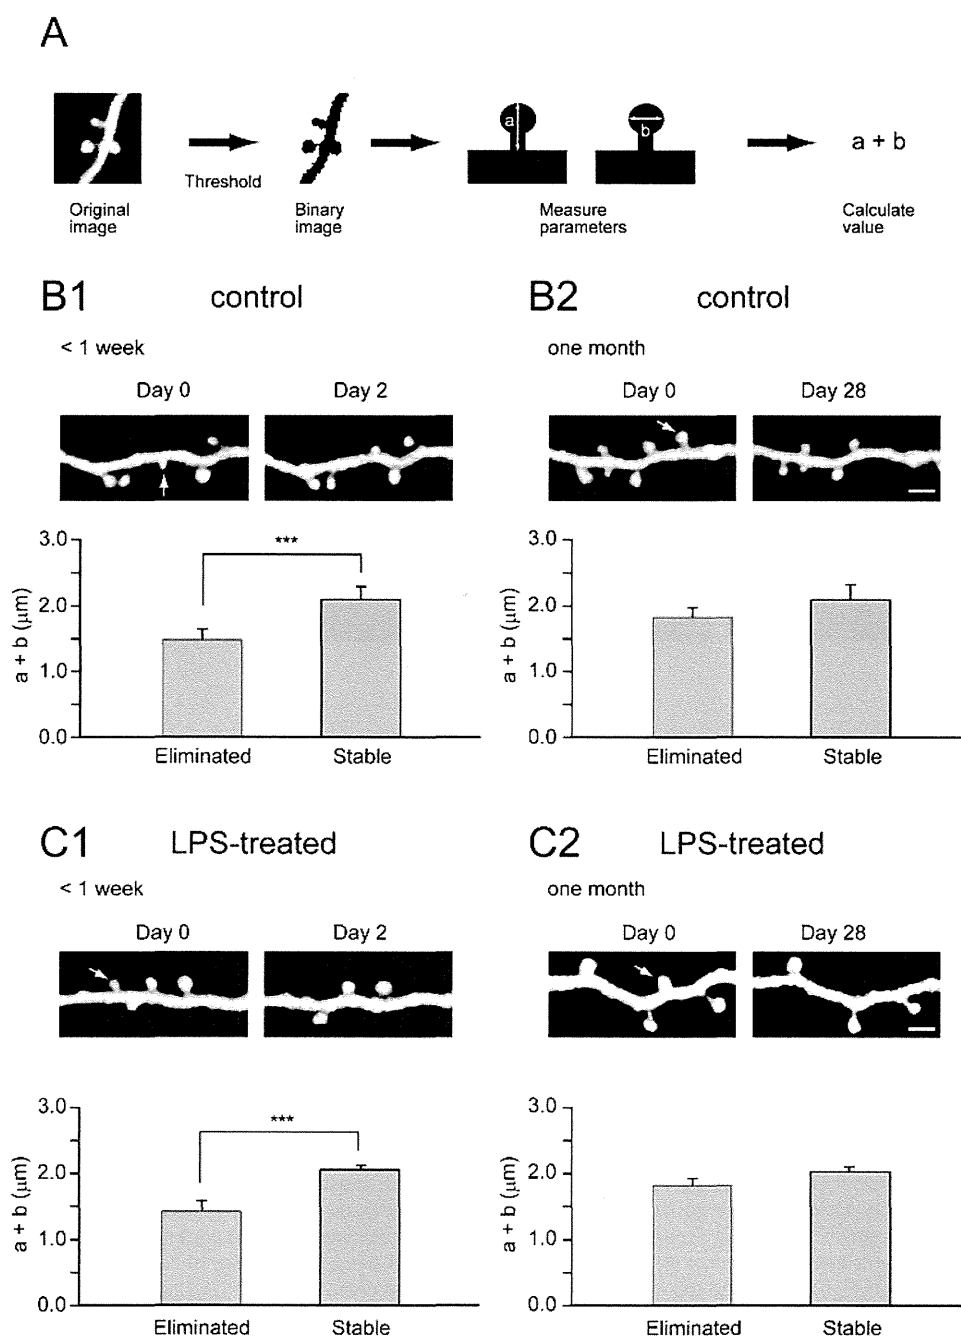 A
a
b
a + b
Threshold
Original
image
Binary
image
Measure
parameters
Calculate
value
B1 control
< 1 week
Day 0 Day 2
3.0
2.0
1.0
0.0
a + b (μm)
***
Eliminated Stable
B2 control
one month
Day 0 Day 28
3.0
2.0
1.0
0.0
a + b (μm)
Eliminated Stable
C1 LPS-treated
< 1 week
Day 0 Day 2
3.0
2.0
1.0
0.0
a + b (μm)
***
Eliminated Stable
C2 LPS-treated
one month
Day 0 Day 28
3.0
2.0
1.0
0.0
a + b (μm)
Eliminated Stable